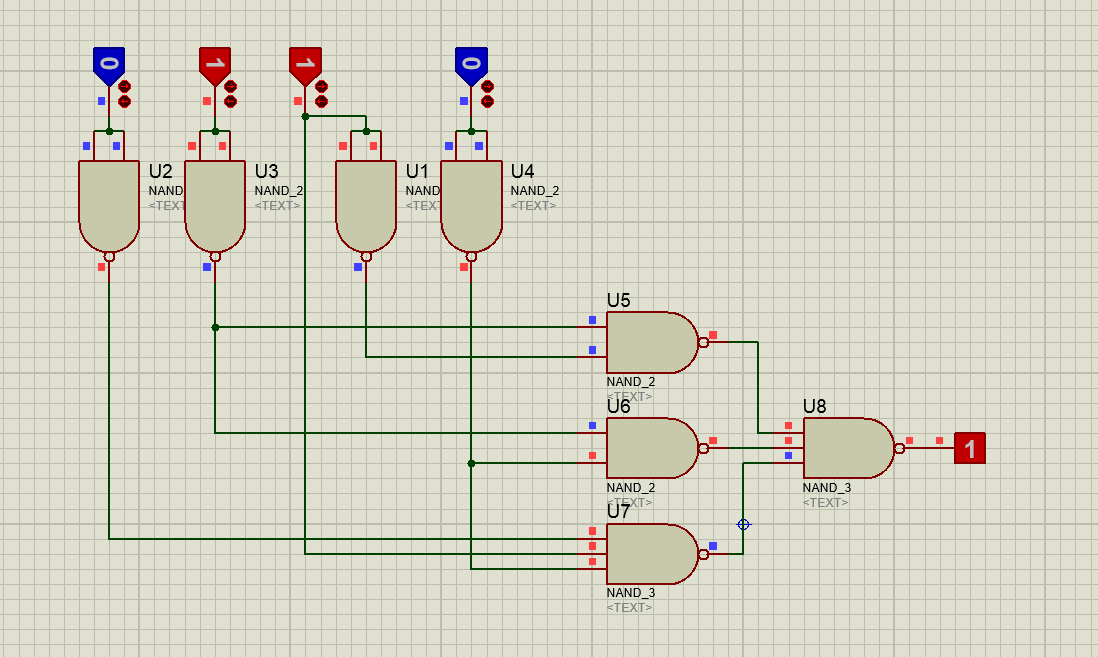 0 1 1 0
U2 U3 U1 U4
NAND NAND_2 NAND NAND_2
<TEXT <TEXT> <TEXT <TEXT>
U5
NAND_2
<TEXT>
U6
U8
1
NAND_2
NAND_3
<TEXT>
<TEXT>
U7
NAND_3
<TEXT>